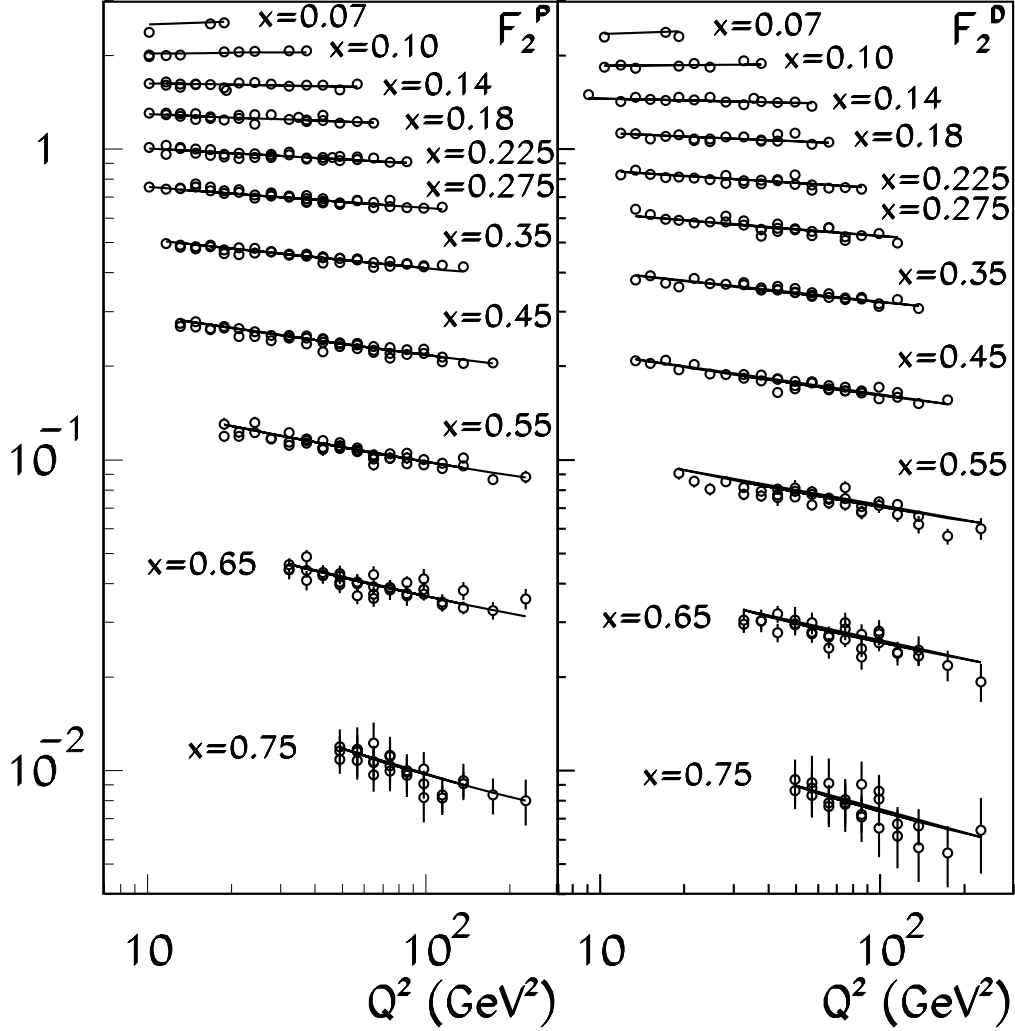 x=0.07 F₂ᴾ
x=0.10
x=0.14
x=0.18
x=0.225
x=0.275
x=0.35
x=0.45
x=0.55
x=0.65
x=0.75
x=0.07 F₂ᴰ
x=0.10
x=0.14
x=0.18
x=0.225
x=0.275
x=0.35
x=0.45
x=0.55
x=0.65
x=0.75
1
10⁻¹
10⁻²
10 10² 10 10²
Q² (GeV²) Q² (GeV²)